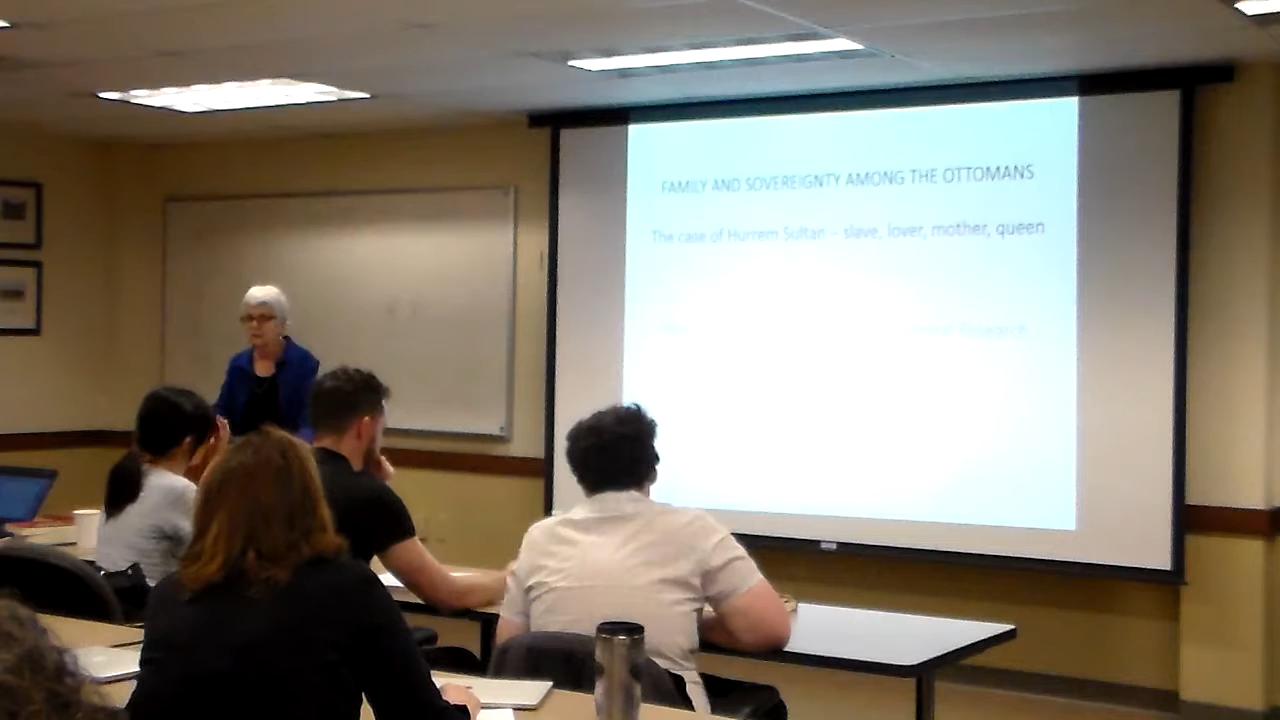 FAMILY AND SOVEREIGNTY AMONG THE OTTOMANS
The case of Hurrem Sultan – slave, lover, mother, queen